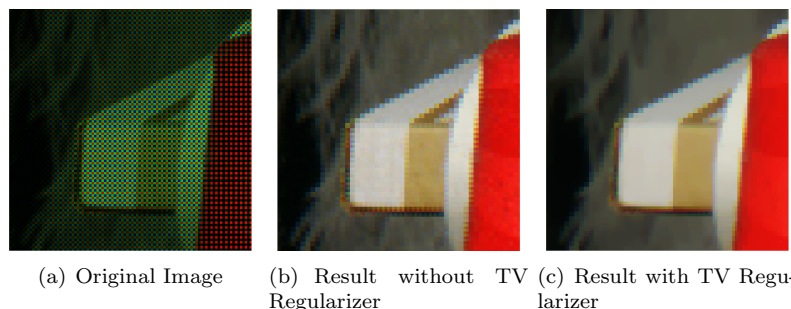 (a) Original Image
(b) Result without TV
Regularizer
(c) Result with TV Regu-
larizer